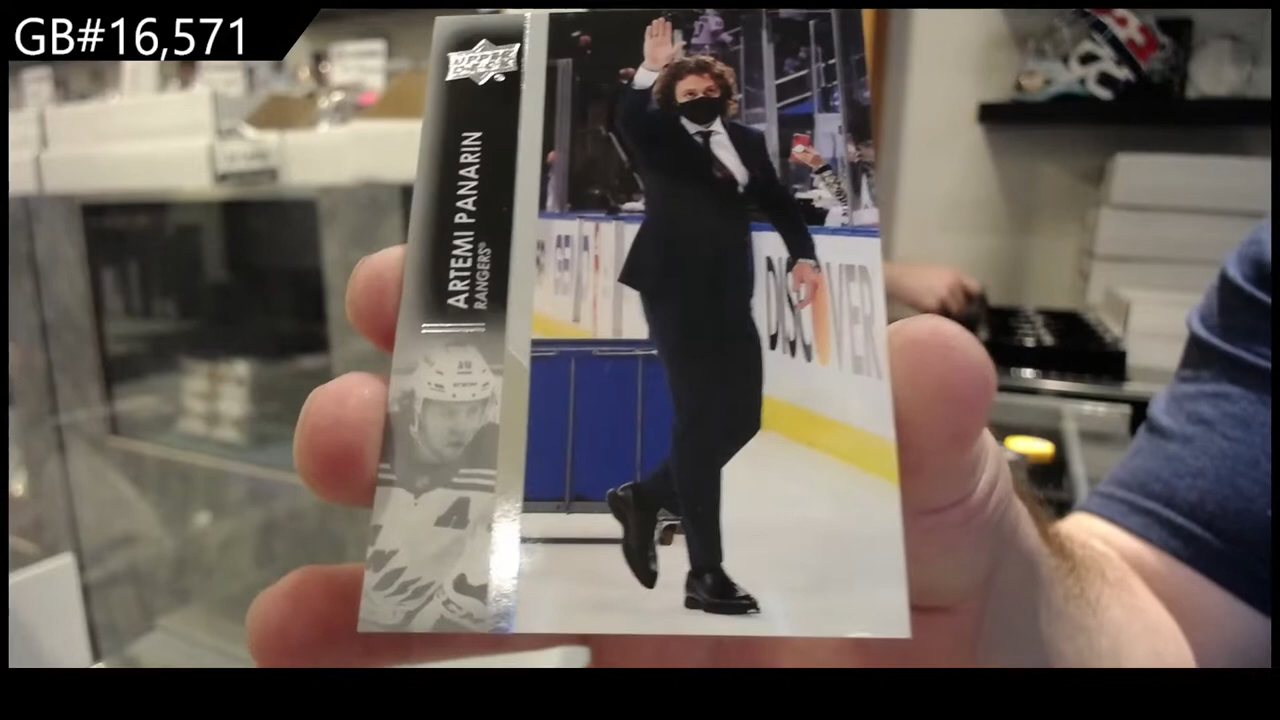 GB#16,571
UPPER DECK
ARTEMI PANARIN
RANGERS®
DISCOVER
A